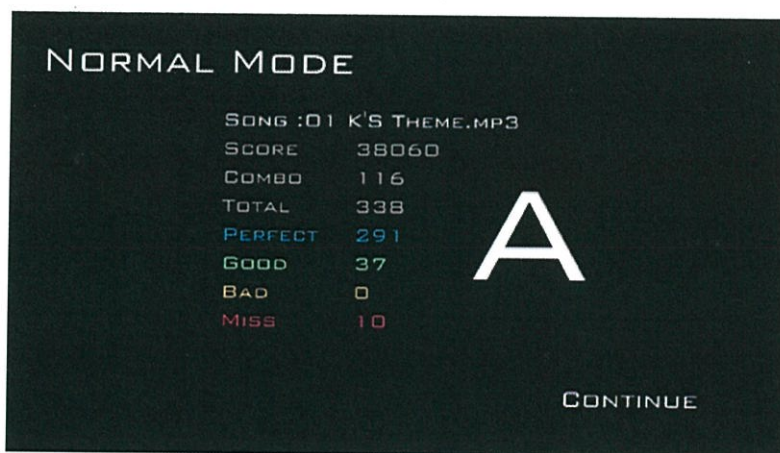 NORMAL MODE
SONG :01 K'S THEME.MP3
SCORE 38060
COMBO 116
TOTAL 338
PERFECT 291
GOOD 37
BAD 0
MISS 10
A
CONTINUE